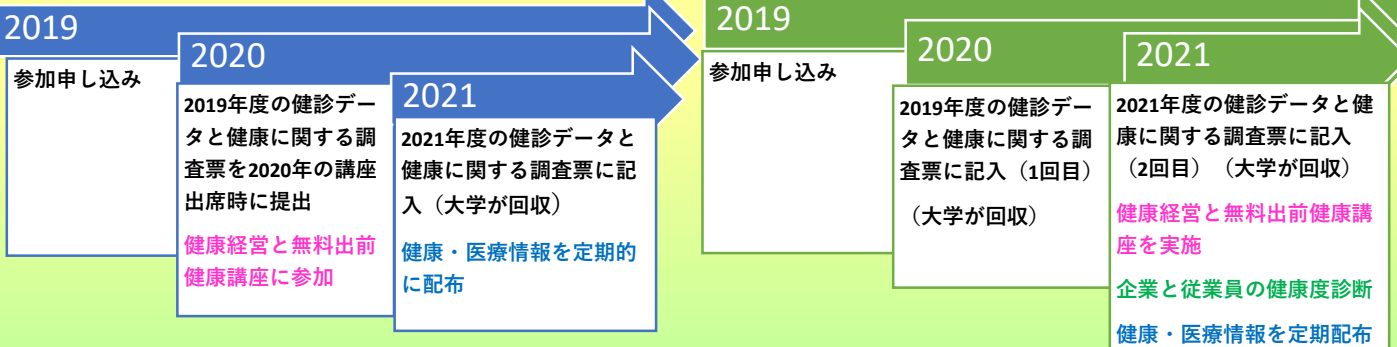 2019
参加申し込み
2020
2019年度の健診デー
タと健康に関する調
査票を2020年の講座
出席時に提出
健康経営と無料出前
健康講座に参加
2021
2021年度の健診データと
健康に関する調査票に記
入（大学が回収）
健康・医療情報を定期的
に配布
2019
参加申し込み
2020
2019年度の健診デー
タと健康に関する調
査票に記入（1回目）
（大学が回収）
2021
2021年度の健診データと健
康に関する調査票に記入
（2回目）（大学が回収）
健康経営と無料出前健康講
座を実施
企業と従業員の健康度診断
健康・医療情報を定期配布